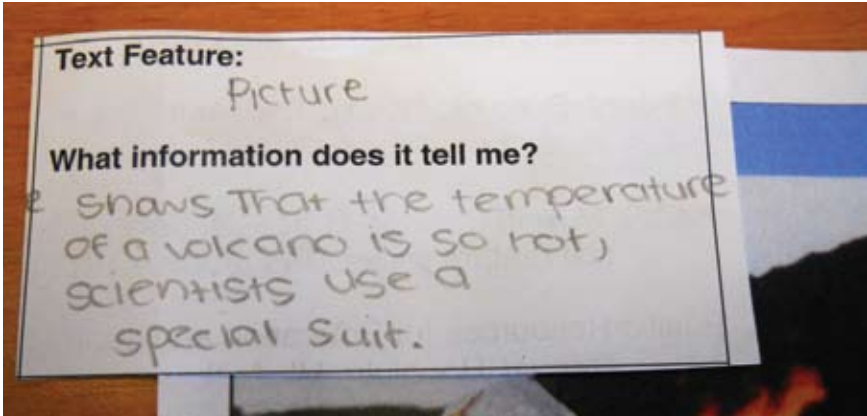 Text Feature:
Picture
What information does it tell me?
shows That the temperature
of a volcano is so hot,
scientists use a
special suit.